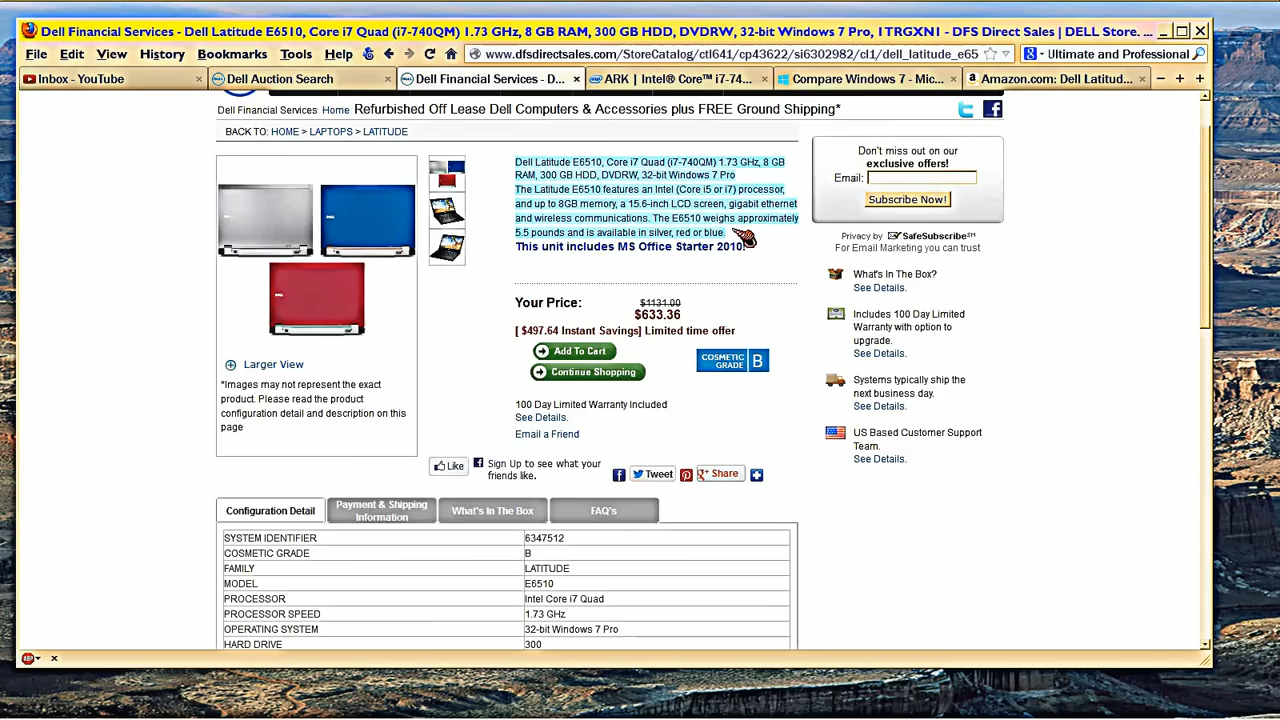 Dell Financial Services - Dell Latitude E6510, Core i7 Quad (i7-740QM) 1.73 GHz, 8 GB RAM, 300 GB HDD, DVDRW, 32-bit Windows 7 Pro, 1TRGXN1 - DFS Direct Sales | DELL Store. ...
File Edit View History Bookmarks Tools Help
www.dfsdirectsales.com/StoreCatalog/ctl641/cp43622/si6302982/cl1/dell_latitude_e65
Ultimate and Professional
Inbox - YouTube
Dell Auction Search
Dell Financial Services - D...
ARK | Intel® Core™ i7-74...
Compare Windows 7 - Mic...
Amazon.com: Dell Latitud...
Dell Financial Services Home Refurbished Off Lease Dell Computers & Accessories plus FREE Ground Shipping*
BACK TO: HOME > LAPTOPS > LATITUDE
Larger View
*Images may not represent the exact
product. Please read the product
configuration detail and description on this
page
Dell Latitude E6510, Core i7 Quad (i7-740QM) 1.73 GHz, 8 GB
RAM, 300 GB HDD, DVDRW, 32-bit Windows 7 Pro
The Latitude E6510 features an Intel (Core i5 or i7) processor,
and up to 8GB memory, a 15.6-inch LCD screen, gigabit ethernet
and wireless communications. The E6510 weighs approximately
5.5 pounds and is available in silver, red or blue.
This unit includes MS Office Starter 2010!
Your Price: $1131.00
$633.36
[ $497.64 Instant Savings] Limited time offer
Add To Cart
Continue Shopping
COSMETIC
GRADE B
100 Day Limited Warranty Included
See Details.
Email a Friend
Like
Sign Up to see what your
friends like.
Tweet
Share
Don't miss out on our
exclusive offers!
Email:
Subscribe Now!
Privacy by SafeSubscribe℠
For Email Marketing you can trust
What's In The Box?
See Details.
Includes 100 Day Limited
Warranty with option to
upgrade.
See Details.
Systems typically ship the
next business day.
See Details.
US Based Customer Support
Team.
See Details.
Configuration Detail
Payment & Shipping
Information
What's In The Box
FAQ's
SYSTEM IDENTIFIER 6347512
COSMETIC GRADE B
FAMILY LATITUDE
MODEL E6510
PROCESSOR Intel Core i7 Quad
PROCESSOR SPEED 1.73 GHz
OPERATING SYSTEM 32-bit Windows 7 Pro
HARD DRIVE 300
ABP